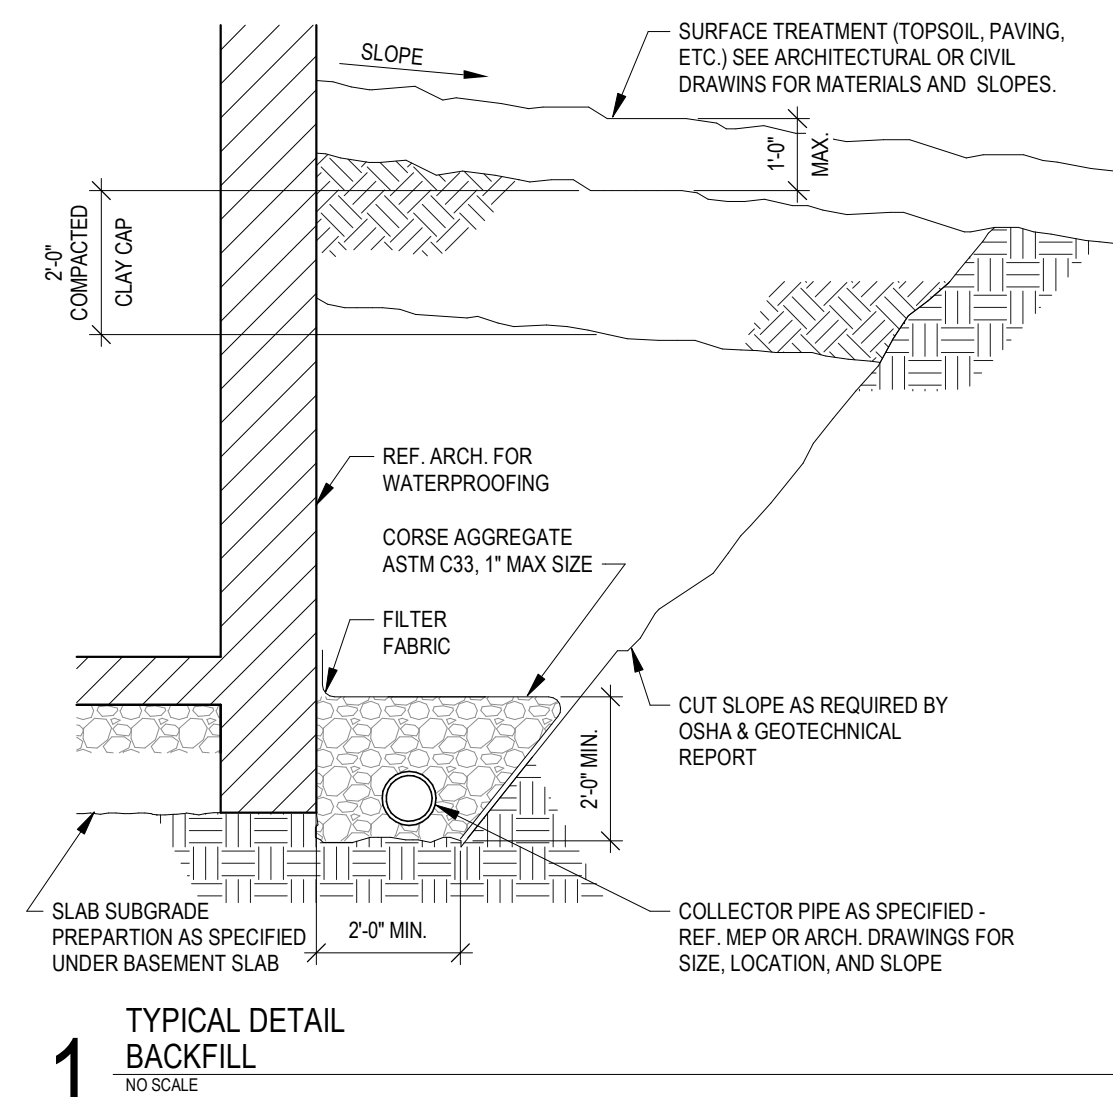 SURFACE TREATMENT (TOPSOIL, PAVING,
ETC.) SEE ARCHITECTURAL OR CIVIL
DRAWINS FOR MATERIALS AND SLOPES.
SLOPE
1'-0"
MAX.
2'-0"
COMPACTED
CLAY CAP
REF. ARCH. FOR
WATERPROOFING
CORSE AGGREGATE
ASTM C33, 1" MAX SIZE
FILTER
FABRIC
CUT SLOPE AS REQUIRED BY
OSHA & GEOTECHNICAL
REPORT
2'-0" MIN.
SLAB SUBGRADE
PREPARTION AS SPECIFIED
UNDER BASEMENT SLAB
2'-0" MIN.
COLLECTOR PIPE AS SPECIFIED -
REF. MEP OR ARCH. DRAWINGS FOR
SIZE, LOCATION, AND SLOPE
1
TYPICAL DETAIL
BACKFILL
NO SCALE